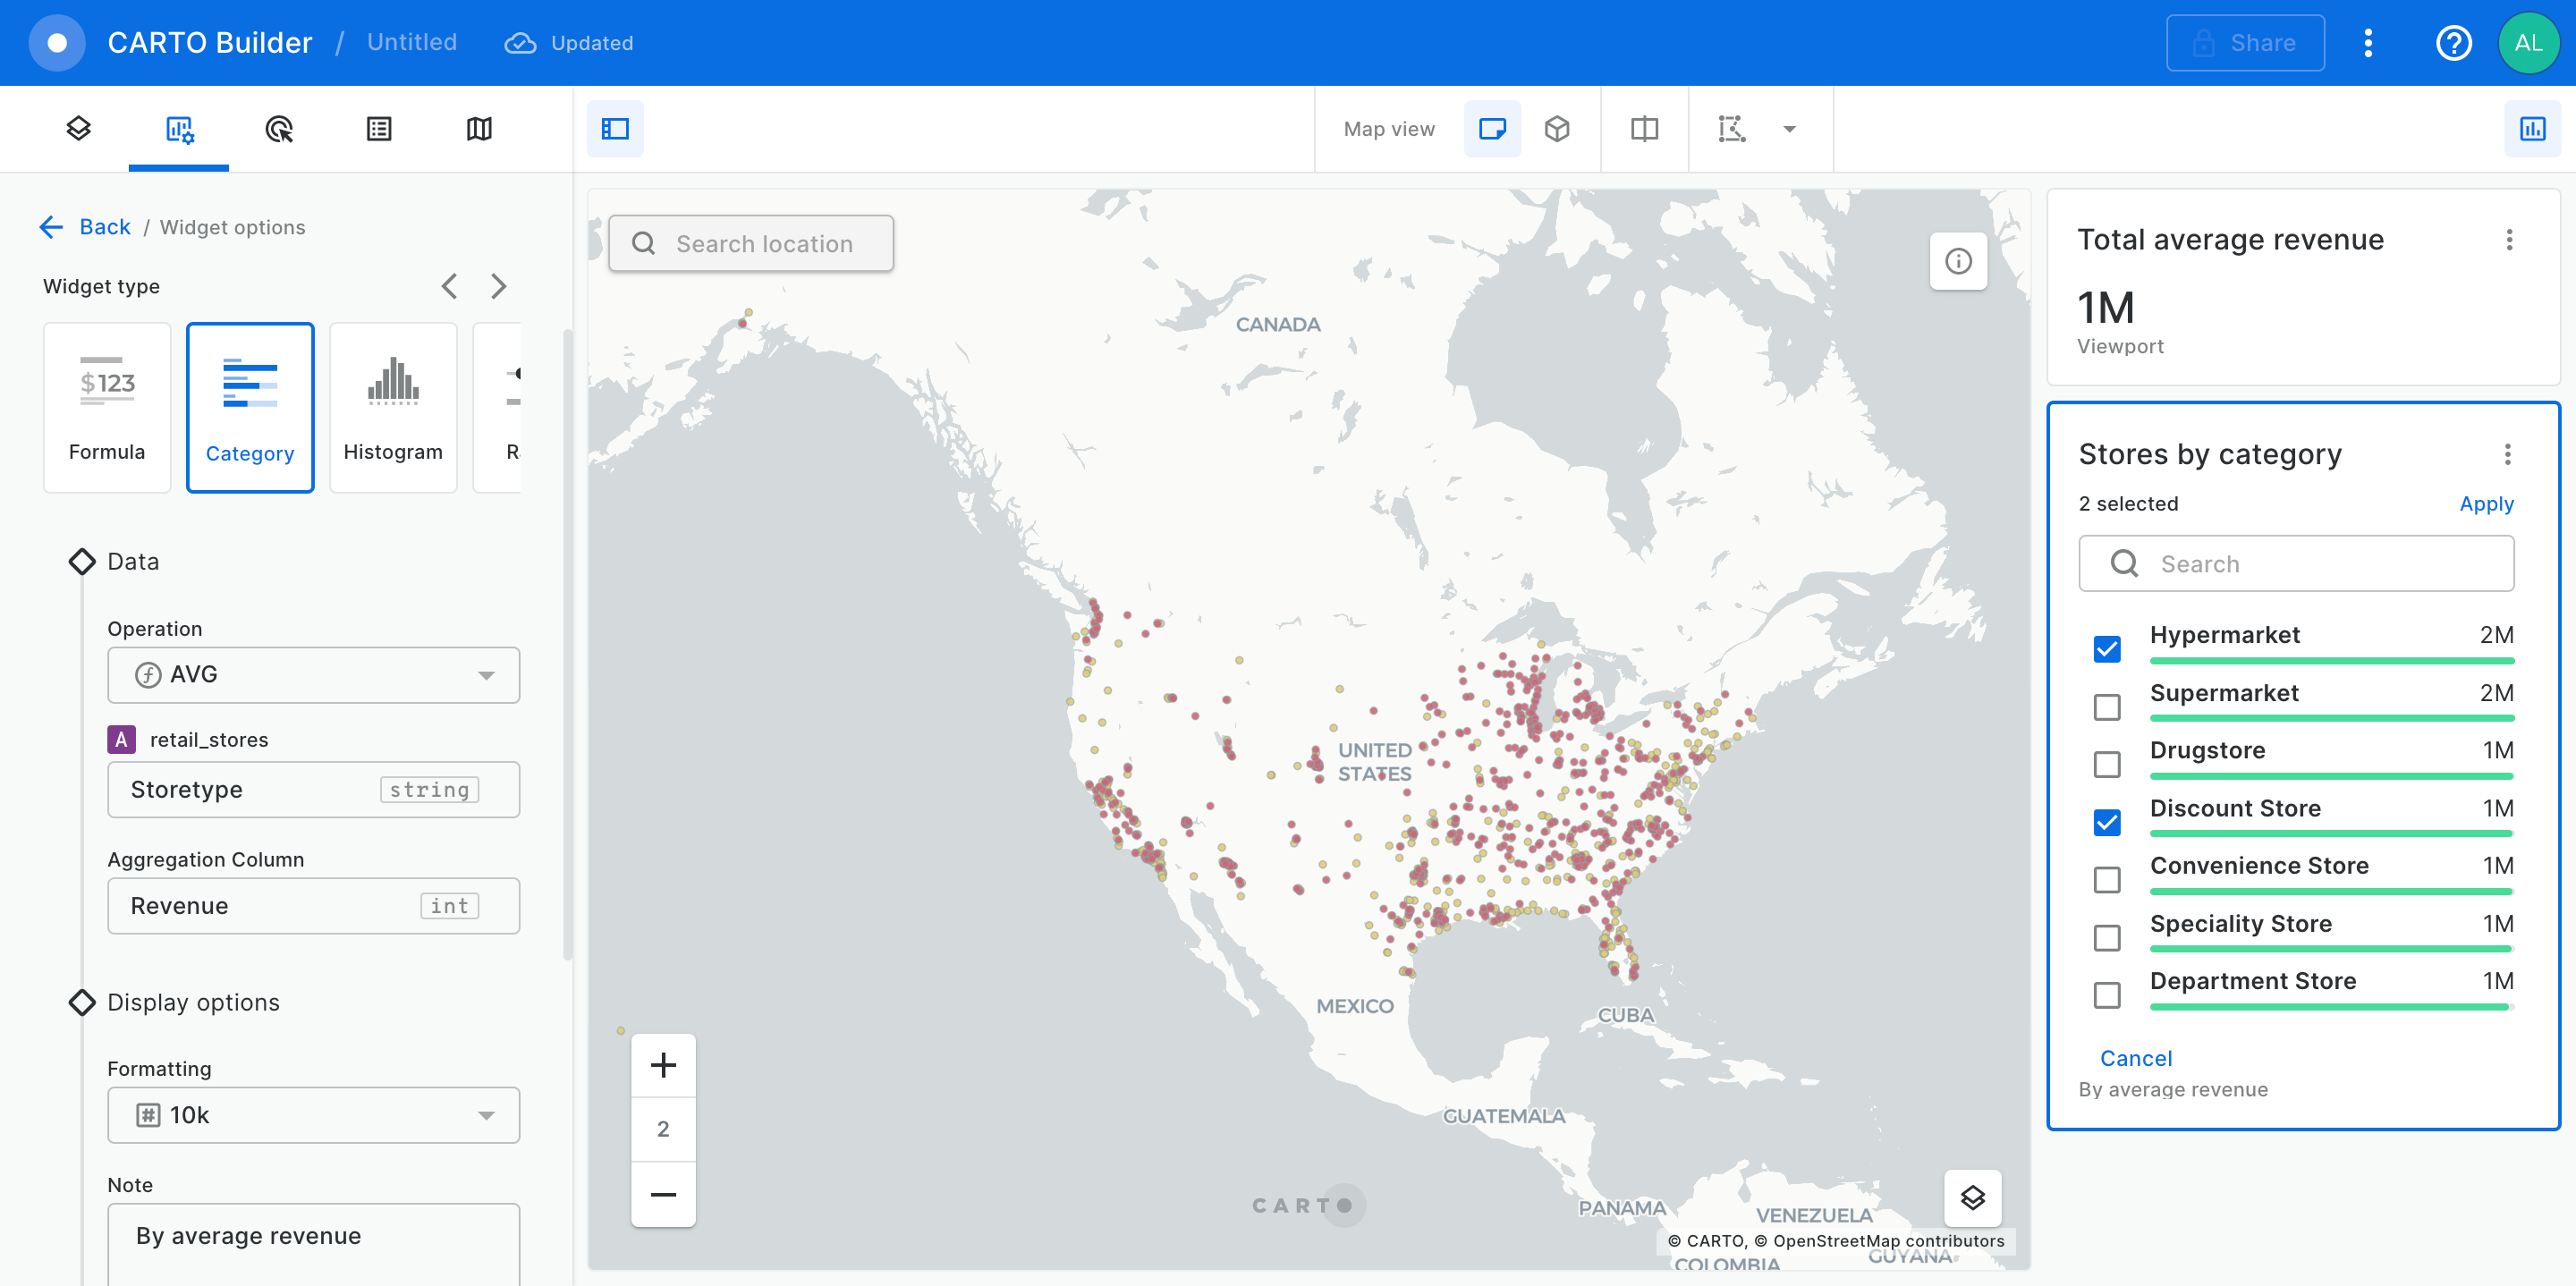 CARTO Builder / Untitled Updated
Share
AL
Map view
Back / Widget options
Widget type
$123
Formula
Category
Histogram
Data
Operation
AVG
A retail_stores
Storetype string
Aggregation Column
Revenue int
Display options
Formatting
10k
Note
By average revenue
Search location
CANADA
UNITED
STATES
MEXICO
CUBA
GUATEMALA
PANAMA
VENEZUELA
GUYANA
COLOMBIA
2
CARTO
© CARTO, © OpenStreetMap contributors
Total average revenue
1M
Viewport
Stores by category
2 selected Apply
Search
Hypermarket 2M
Supermarket 2M
Drugstore 1M
Discount Store 1M
Convenience Store 1M
Speciality Store 1M
Department Store 1M
Cancel
By average revenue